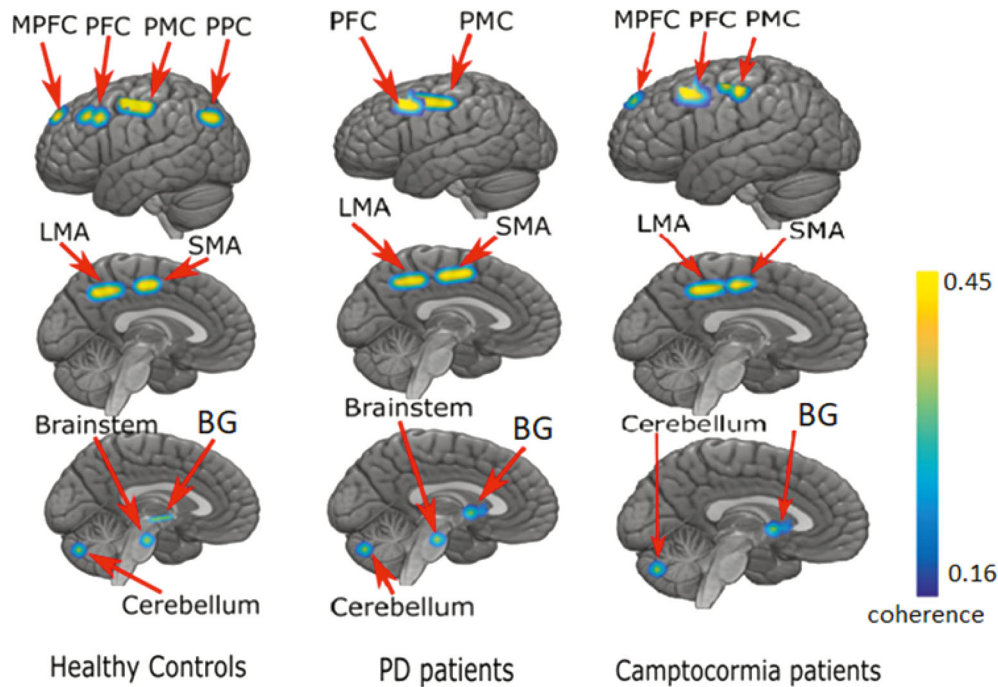 MPFC PFC PMC PPC
PFC PMC
MPFC PFC PMC
LMA SMA
LMA SMA
LMA SMA
0.45
Brainstem BG
Cerebellum
Brainstem BG
Cerebellum
Cerebellum BG
0.16
coherence
Healthy Controls
PD patients
Camptocormia patients